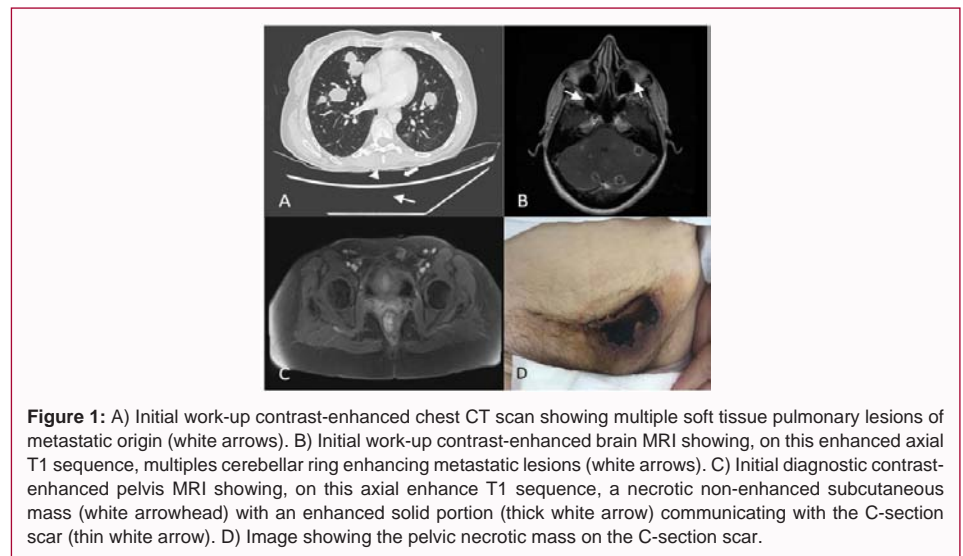 A
B
C
D
Figure 1: A) Initial work-up contrast-enhanced chest CT scan showing multiple soft tissue pulmonary lesions of
metastatic origin (white arrows). B) Initial work-up contrast-enhanced brain MRI showing, on this enhanced axial
T1 sequence, multiples cerebellar ring enhancing metastatic lesions (white arrows). C) Initial diagnostic contrast-
enhanced pelvis MRI showing, on this axial enhance T1 sequence, a necrotic non-enhanced subcutaneous
mass (white arrowhead) with an enhanced solid portion (thick white arrow) communicating with the C-section
scar (thin white arrow). D) Image showing the pelvic necrotic mass on the C-section scar.